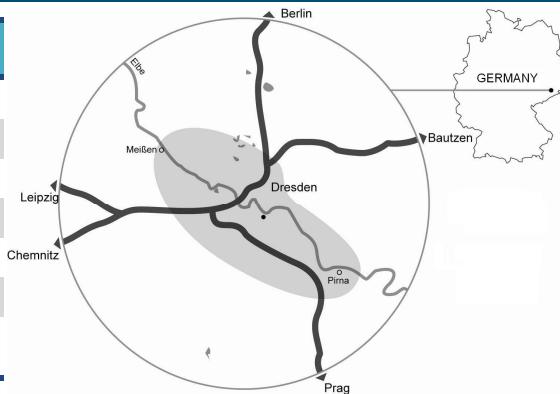 Berlin
Elbe
GERMANY
Meißen
Bautzen
Dresden
Leipzig
Chemnitz
Pirna
Prag